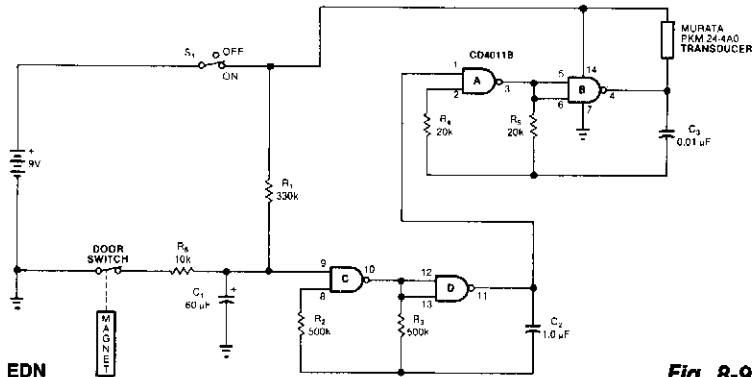 MURATA
PKM 24-4A0
TRANSDUCER
S₁ OFF
ON
CD4011B
1
2
A
3
5
6
14
B
4
7
R₄
20k
R₅
20k
C₃
0.01 µF
+
9V
R₁
330k
DOOR
SWITCH
R₆
10k
C₁
60 µF
+
9
8
C
10
12
13
D
11
R₂
500k
R₃
500k
C₂
1.0 µF
MAGNET
EDN
Fig. 8-9